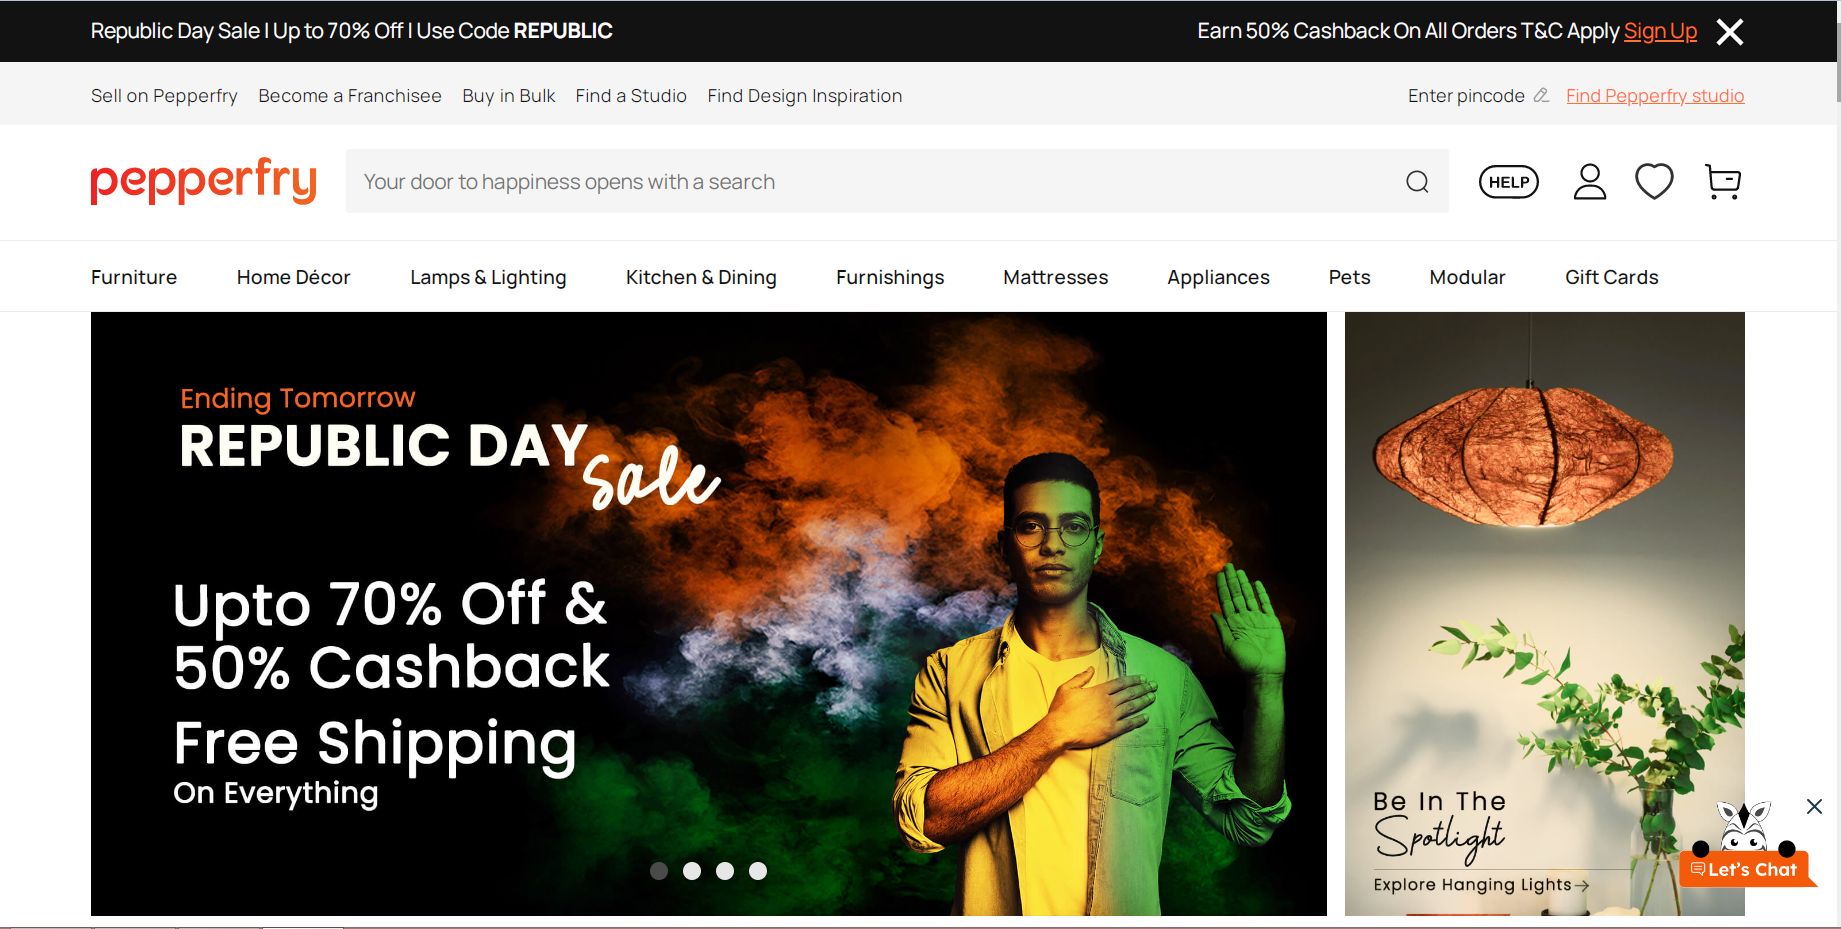 Republic Day Sale | Up to 70% Off | Use Code REPUBLIC
Earn 50% Cashback On All Orders T&C Apply Sign Up
Sell on Pepperfry Become a Franchisee Buy in Bulk Find a Studio Find Design Inspiration
Enter pincode Find Pepperfry studio
pepperfry
Your door to happiness opens with a search
HELP
Furniture Home Décor Lamps & Lighting Kitchen & Dining Furnishings Mattresses Appliances Pets Modular Gift Cards
Ending Tomorrow
REPUBLIC DAY
Sale
Upto 70% Off &
50% Cashback
Free Shipping
On Everything
Be In The
Spotlight
Explore Hanging Lights
Let's Chat